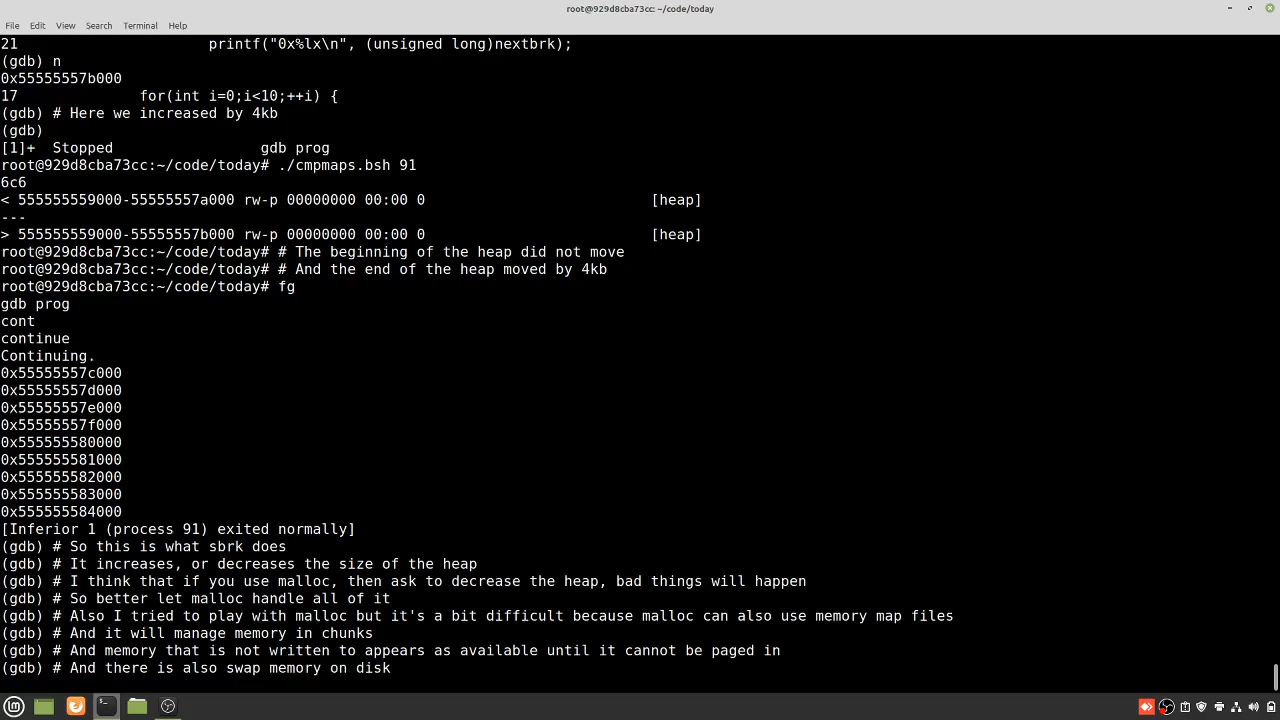 root@929d8cba73cc: ~/code/today
File Edit View Search Terminal Help
21                      printf("0x%lx\n", (unsigned long)nextbrk);
(gdb) n
0x55555557b000
17              for(int i=0;i<10;++i) {
(gdb) # Here we increased by 4kb
(gdb)
[1]+  Stopped                 gdb prog
root@929d8cba73cc:~/code/today# ./cmpmaps.bsh 91
6c6
< 555555559000-55555557a000 rw-p 00000000 00:00 0                          [heap]
---
> 555555559000-55555557b000 rw-p 00000000 00:00 0                          [heap]
root@929d8cba73cc:~/code/today# # The beginning of the heap did not move
root@929d8cba73cc:~/code/today# # And the end of the heap moved by 4kb
root@929d8cba73cc:~/code/today# fg
gdb prog
cont
continue
Continuing.
0x55555557c000
0x55555557d000
0x55555557e000
0x55555557f000
0x555555580000
0x555555581000
0x555555582000
0x555555583000
0x555555584000
[Inferior 1 (process 91) exited normally]
(gdb) # So this is what sbrk does
(gdb) # It increases, or decreases the size of the heap
(gdb) # I think that if you use malloc, then ask to decrease the heap, bad things will happen
(gdb) # So better let malloc handle all of it
(gdb) # Also I tried to play with malloc but it's a bit difficult because malloc can also use memory map files
(gdb) # And it will manage memory in chunks
(gdb) # And memory that is not written to appears as available until it cannot be paged in
(gdb) # And there is also swap memory on disk